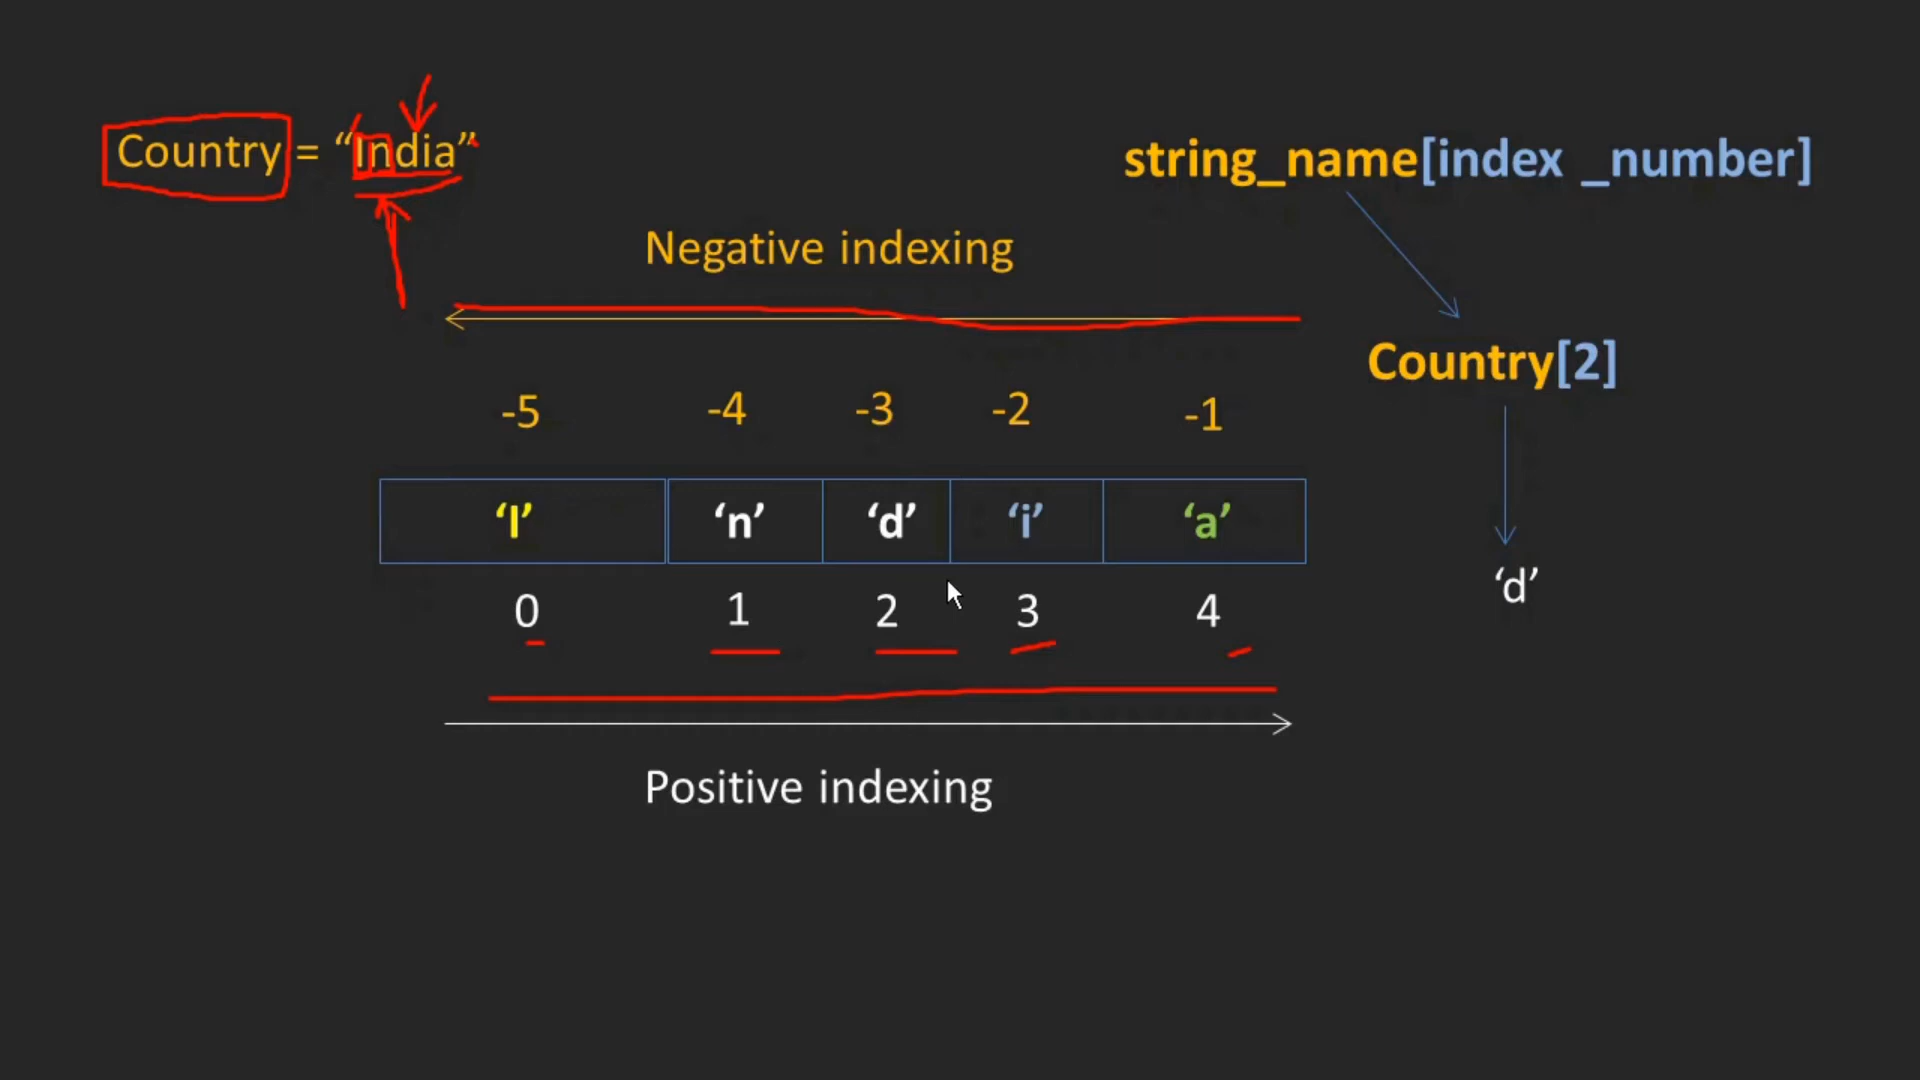 Country = “India”
string_name[index _number]
Negative indexing
Country[2]
-5 -4 -3 -2 -1
‘I’ ‘n’ ‘d’ ‘i’ ‘a’
‘d’
0 1 2 3 4
Positive indexing